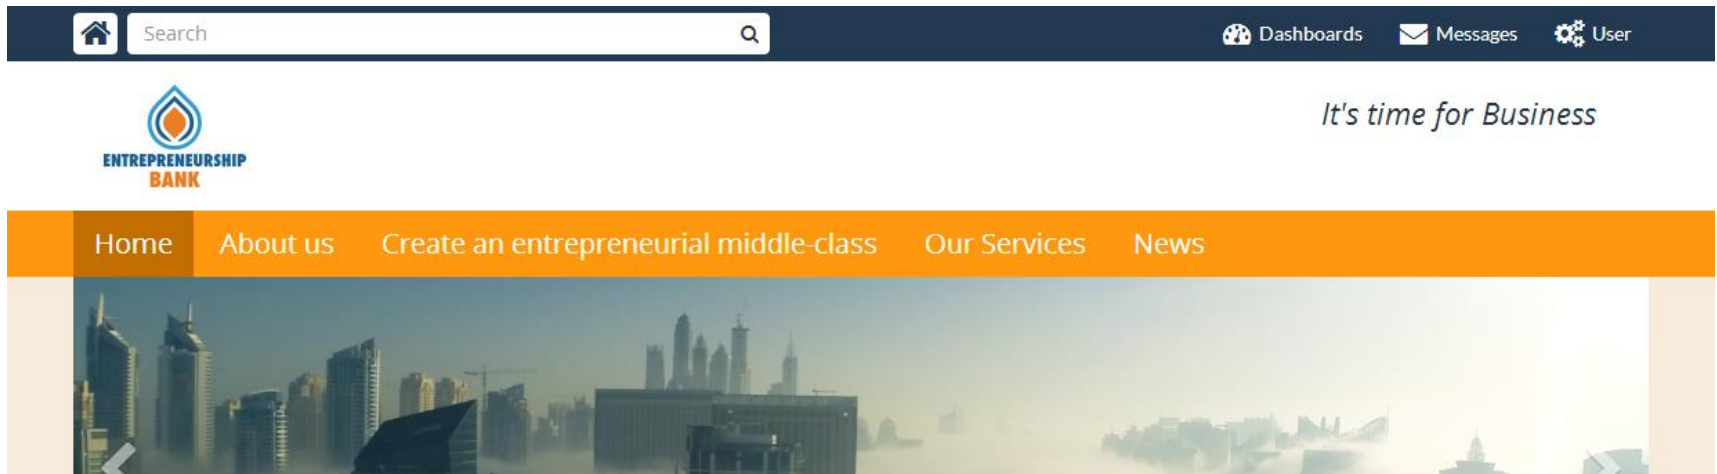 Search
Dashboards
Messages
User
ENTREPRENEURSHIP
BANK
It's time for Business
Home
About us
Create an entrepreneurial middle-class
Our Services
News